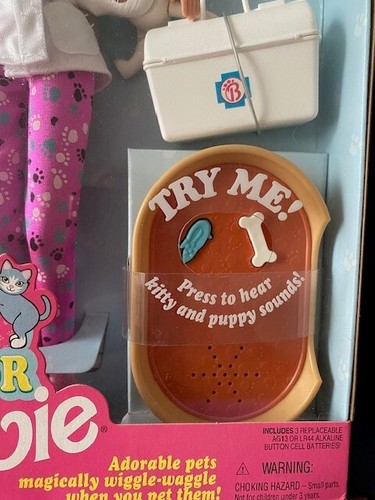 B
TRY ME!
Press to hear
kitty and puppy sounds!
R
bie®
INCLUDES 3 REPLACEABLE
AG13 OR LR44 ALKALINE
BUTTON CELL BATTERIES!
Adorable pets
magically wiggle-waggle
when you pet them!
WARNING:
CHOKING HAZARD — Small parts.
Not for children under 3 years.